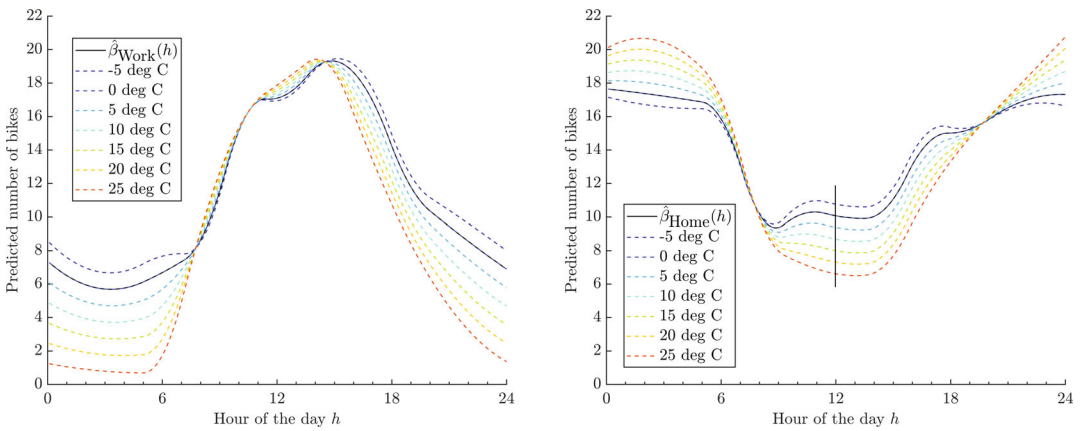 22
20
18
16
14
12
10
8
6
4
2
0
Predicted number of bikes
β̂Work(h)
-5 deg C
0 deg C
5 deg C
10 deg C
15 deg C
20 deg C
25 deg C
0 6 12 18 24
Hour of the day h
22
20
18
16
14
12
10
8
6
4
2
0
Predicted number of bikes
β̂Home(h)
-5 deg C
0 deg C
5 deg C
10 deg C
15 deg C
20 deg C
25 deg C
0 6 12 18 24
Hour of the day h